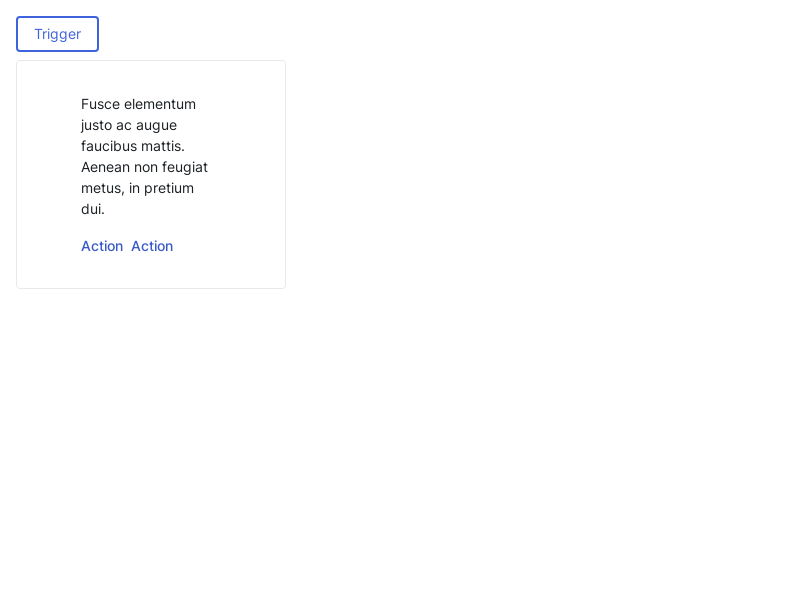 Trigger
Fusce elementum
justo ac augue
faucibus mattis.
Aenean non feugiat
metus, in pretium
dui.
Action Action